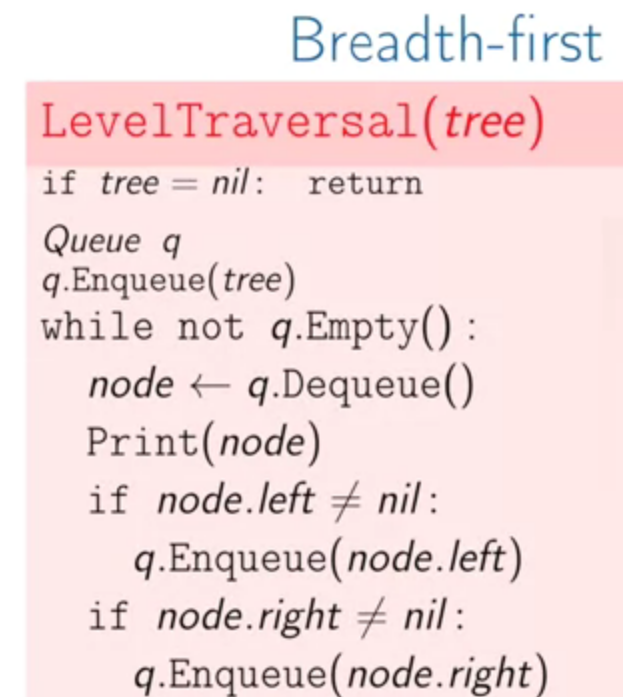 Breadth-first
LevelTraversal(tree)
if tree = nil: return
Queue q
q.Enqueue(tree)
while not q.Empty():
node ← q.Dequeue()
Print(node)
if node.left ≠ nil:
q.Enqueue(node.left)
if node.right ≠ nil:
q.Enqueue(node.right)